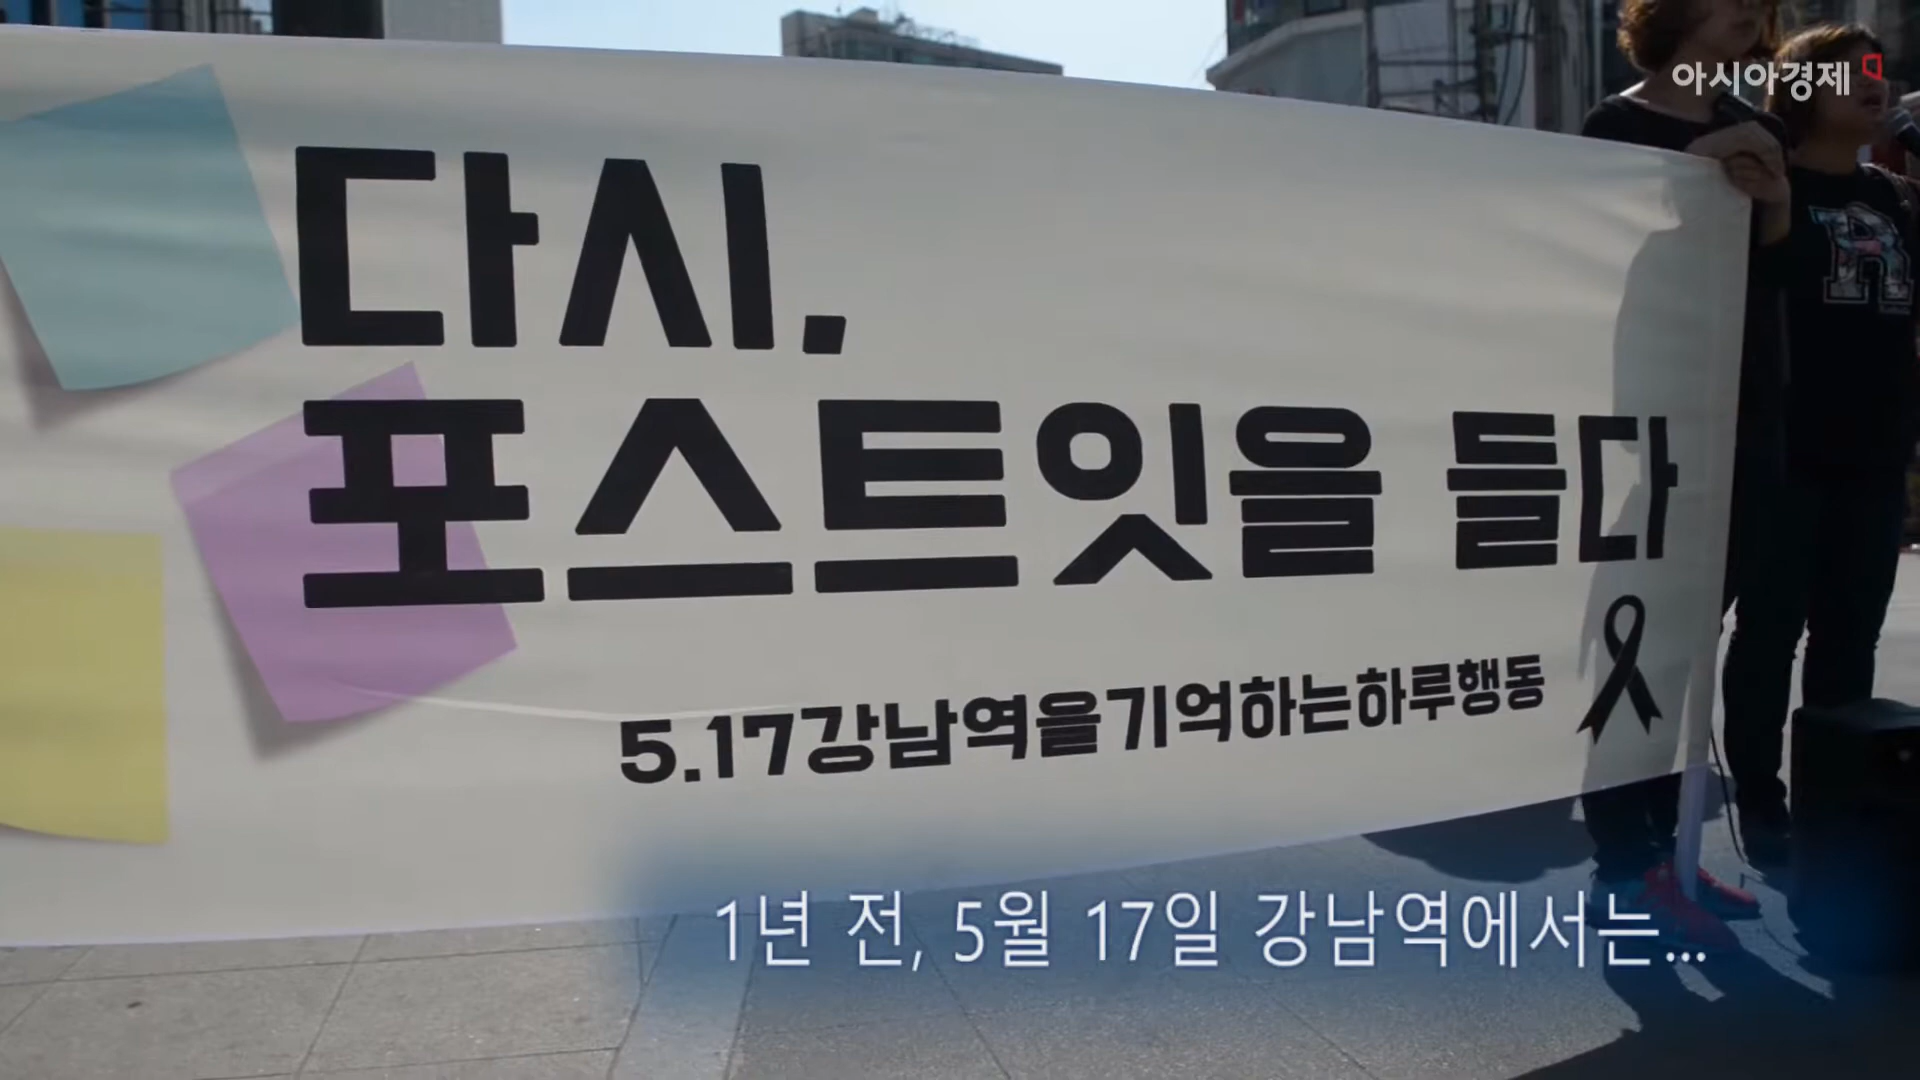 아시아경제
다시,
포스트잇을 들다
5.17강남역을기억하는하루행동
1년 전, 5월 17일 강남역에서는...
R